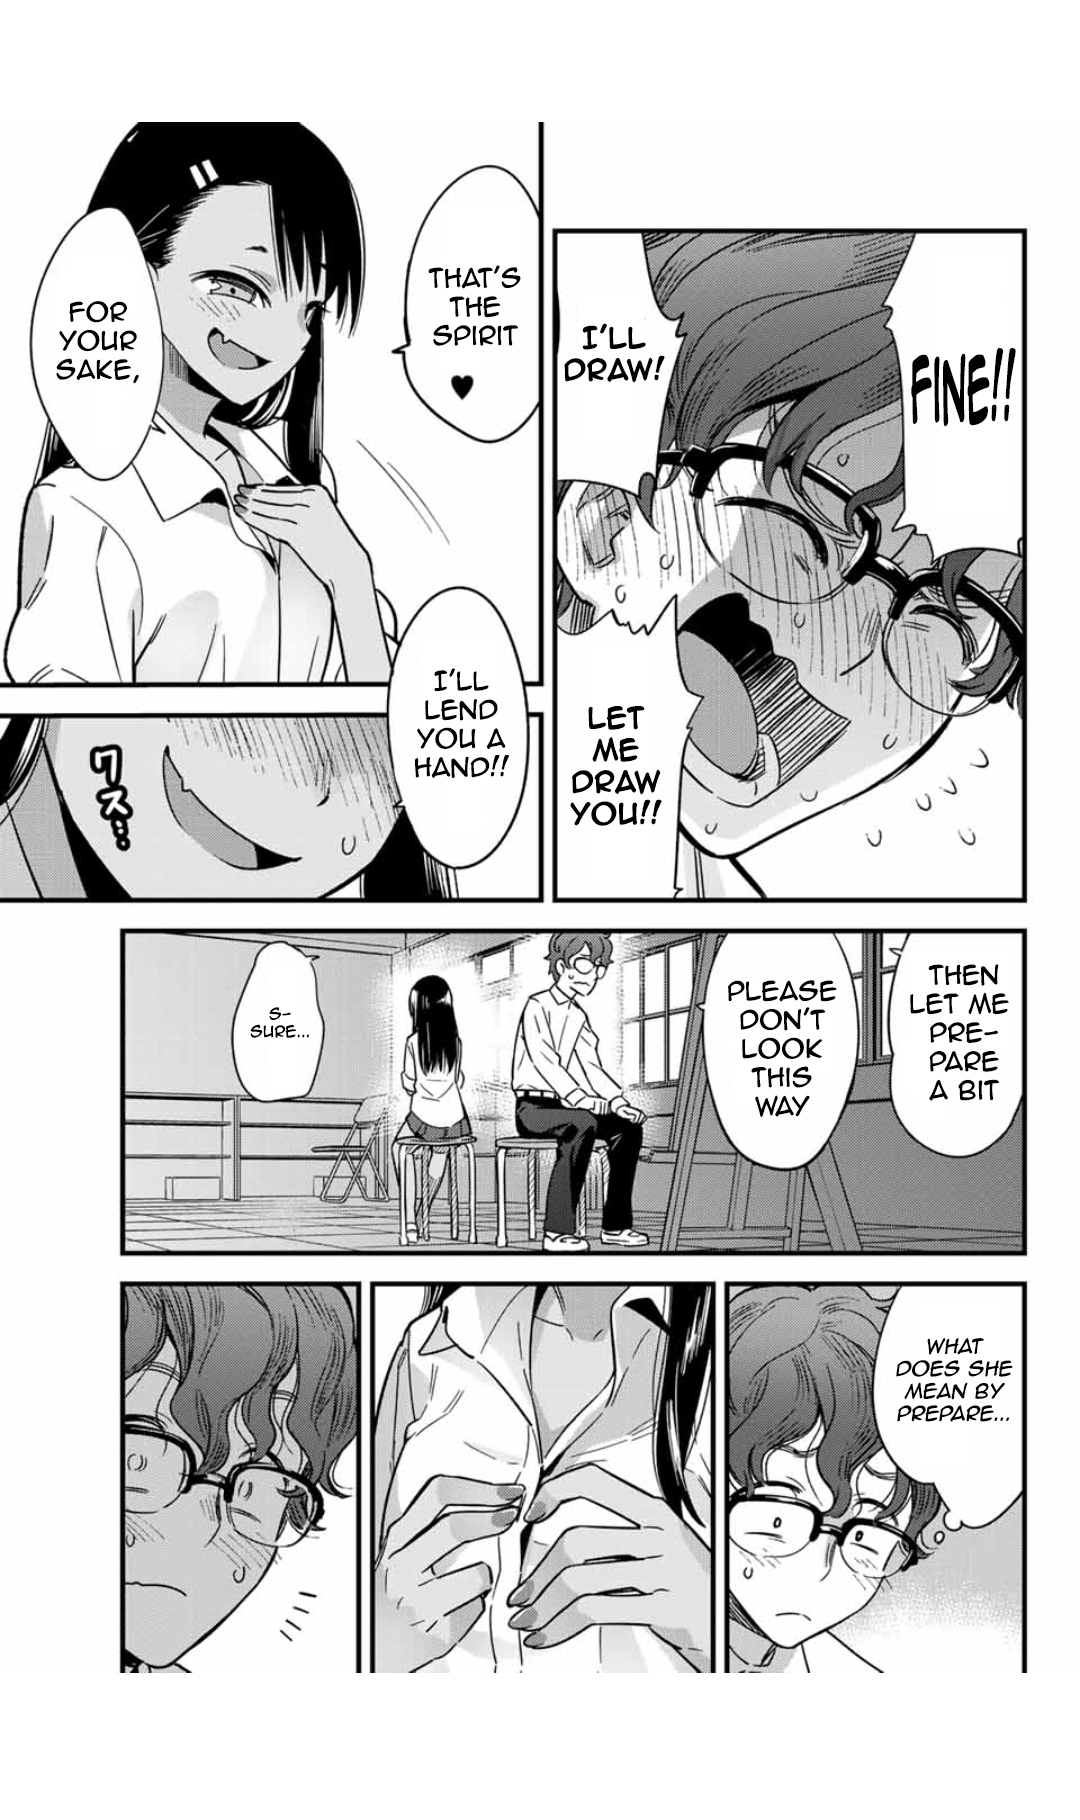 FINE!!
I'LL
DRAW!
LET
ME
DRAW
YOU!!
THAT'S
THE
SPIRIT
♥
FOR
YOUR
SAKE,
I'LL
LEND
YOU A
HAND!!
クス…
THEN
LET ME
PRE-
PARE
A BIT
PLEASE
DON'T
LOOK
THIS
WAY
S-
SURE...
WHAT
DOES SHE
MEAN BY
PREPARE...